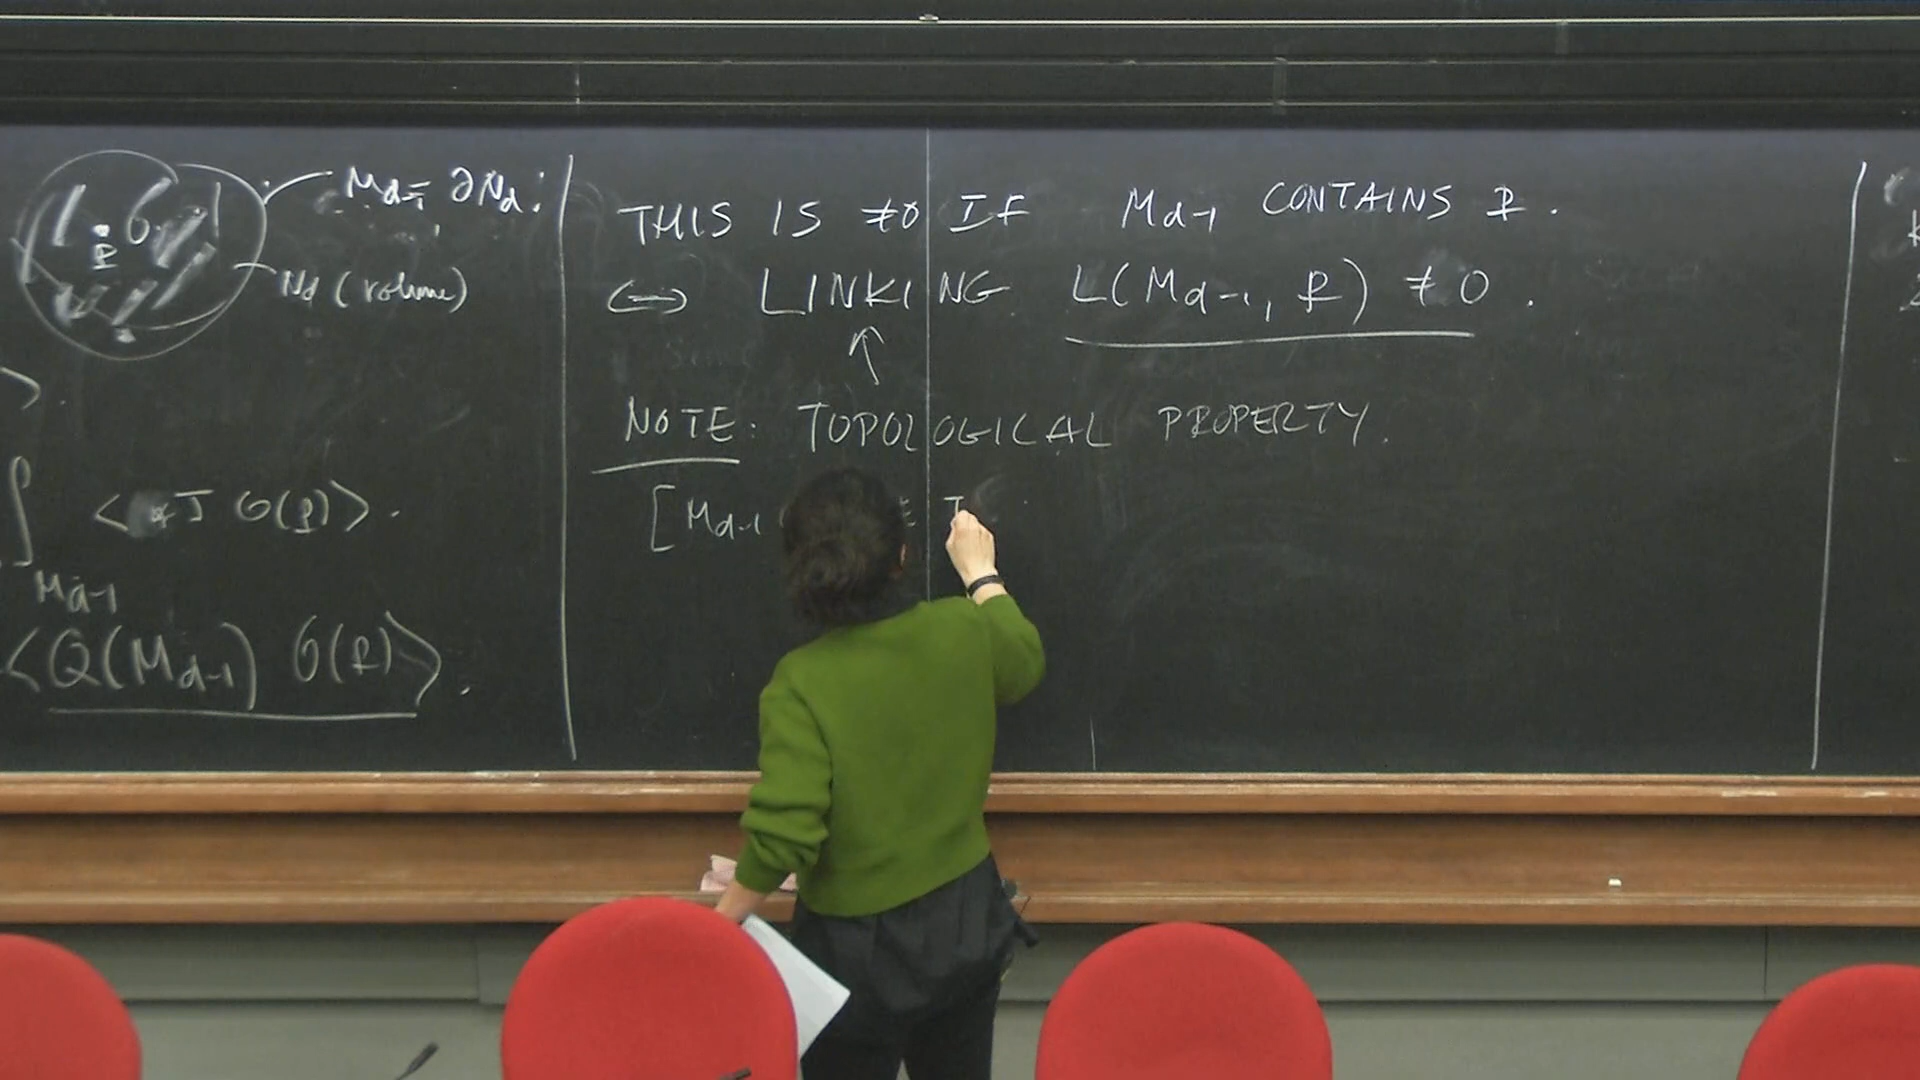 M_{d-1} = ∂N_d :
P
N_d (volume)
>.
∫ < ⋆J O(P) >.
M_{d-1}
<Q(M_{d-1}) O(P)>.
THIS IS ≠0 IF M_{d-1} CONTAINS P.
<-> LINKING L(M_{d-1}, P) ≠ 0.
↑
NOTE: TOPOLOGICAL PROPERTY.
[M_{d-1}